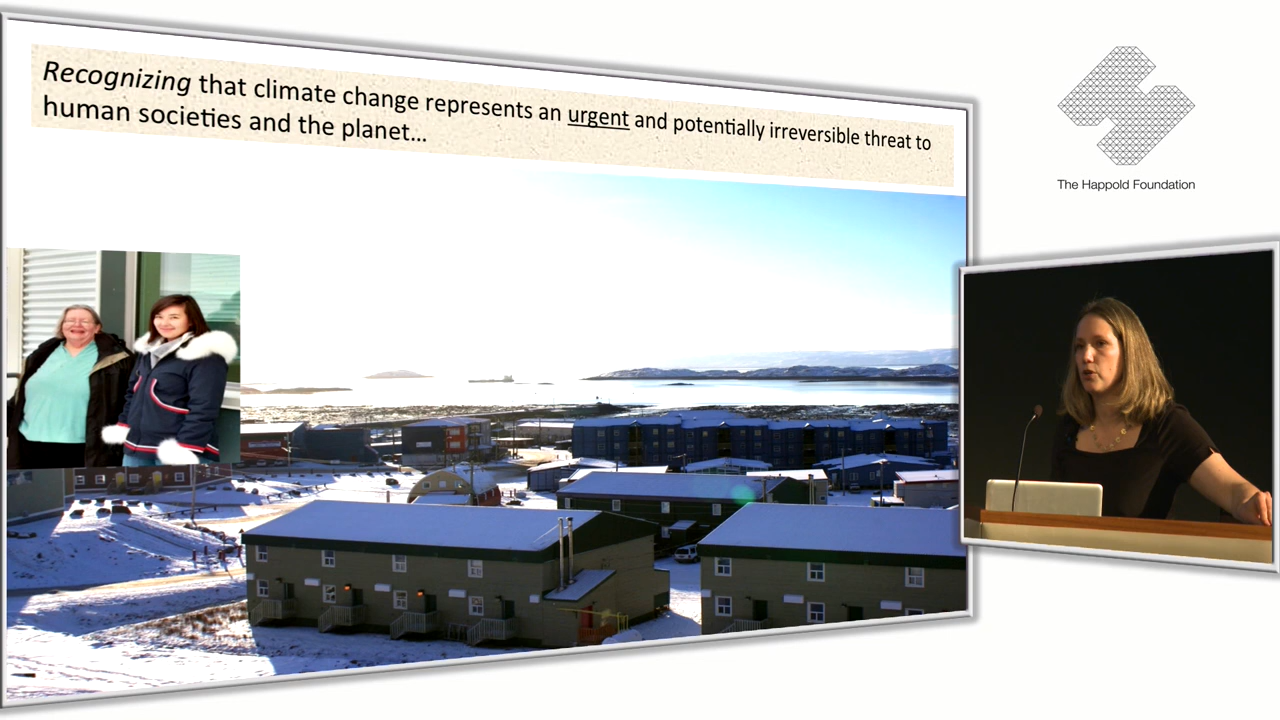 Recognizing that climate change represents an urgent and potentially irreversible threat to
human societies and the planet...
The Happold Foundation